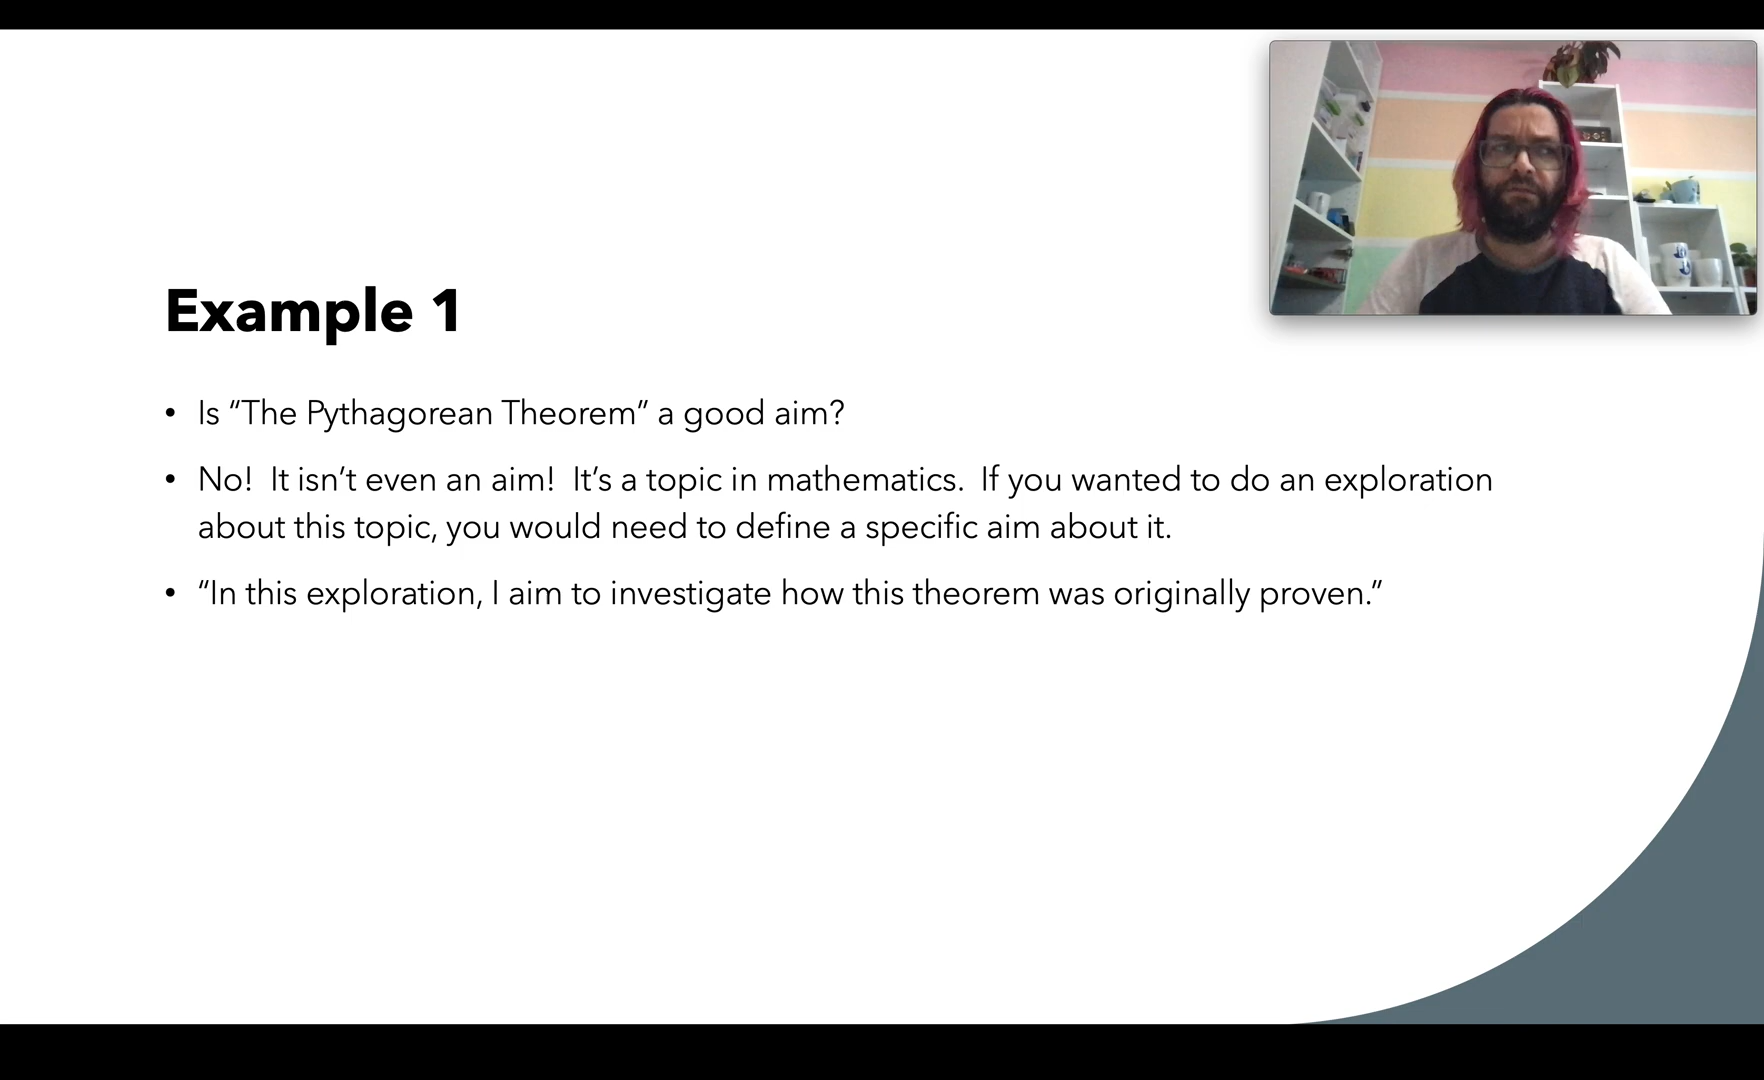 Example 1
• Is “The Pythagorean Theorem” a good aim?
• No!  It isn’t even an aim!  It’s a topic in mathematics.  If you wanted to do an exploration
about this topic, you would need to define a specific aim about it.
• “In this exploration, I aim to investigate how this theorem was originally proven.”